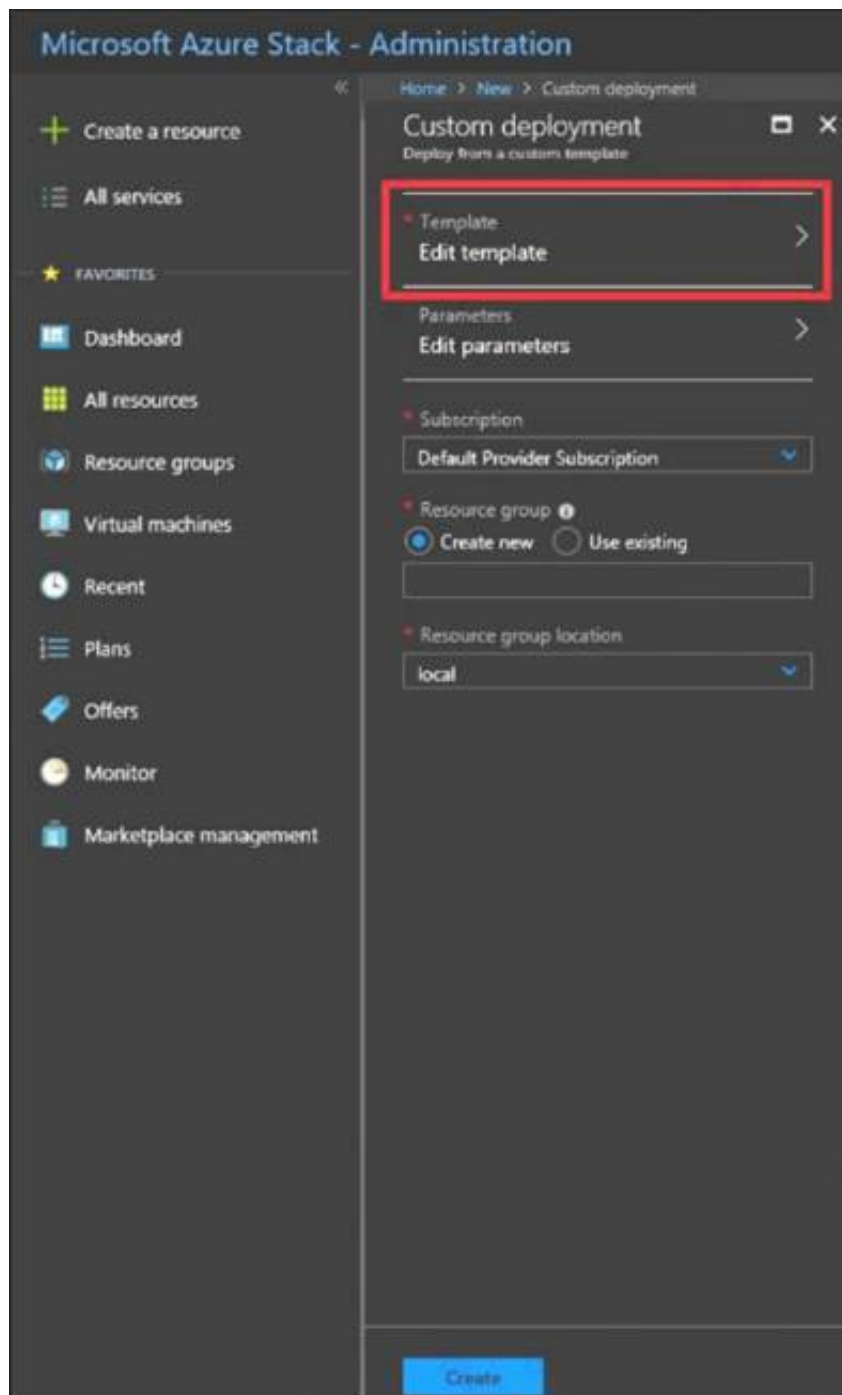 Microsoft Azure Stack - Administration
«
Create a resource
All services
FAVORITES
Dashboard
All resources
Resource groups
Virtual machines
Recent
Plans
Offers
Monitor
Marketplace management
Home > New > Custom deployment
Custom deployment
Deploy from a custom template
* Template
Edit template
Parameters
Edit parameters
* Subscription
Default Provider Subscription
* Resource group
Create new Use existing
* Resource group location
local
Create